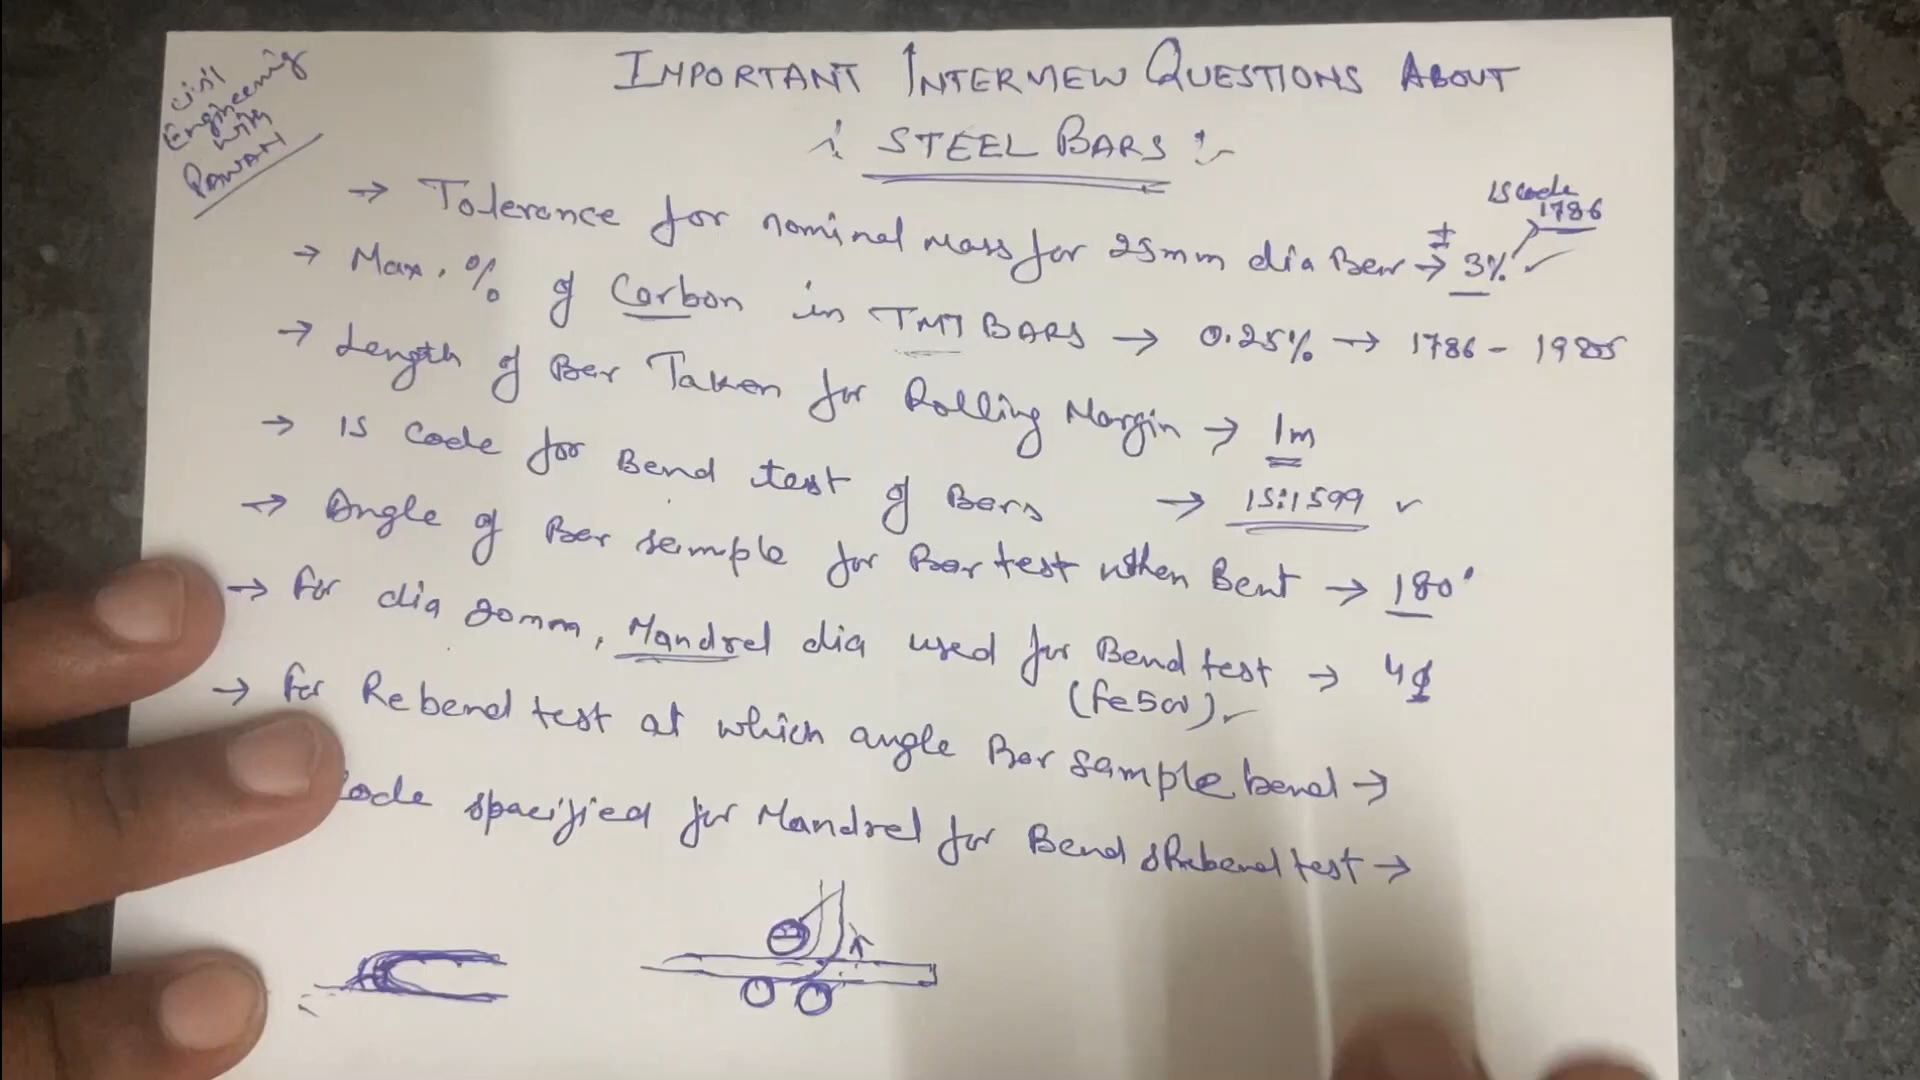 Civil
Engineering
with
PAWAN
IMPORTANT INTERVIEW QUESTIONS ABOUT
STEEL BARS :-
IS code
1786
→ Tolerance for nominal mass for 25mm dia Bar → ± 3% ✓
→ Max. % of Carbon in TMT BARS → 0.25% → 1786 - 1985
→ Length of Bar Taken for Rolling Margin → 1m
→ IS Code for Bend test of Bars → IS:1599 ✓
→ Angle of Bar sample for Bar test when Bent → 180°
→ For dia 20mm, Mandrel dia used for Bend test → 4ϕ
(Fe500) ✓
→ For Rebend test at which angle Bar sample bend →
Code specified for Mandrel for Bend & Rebend test →